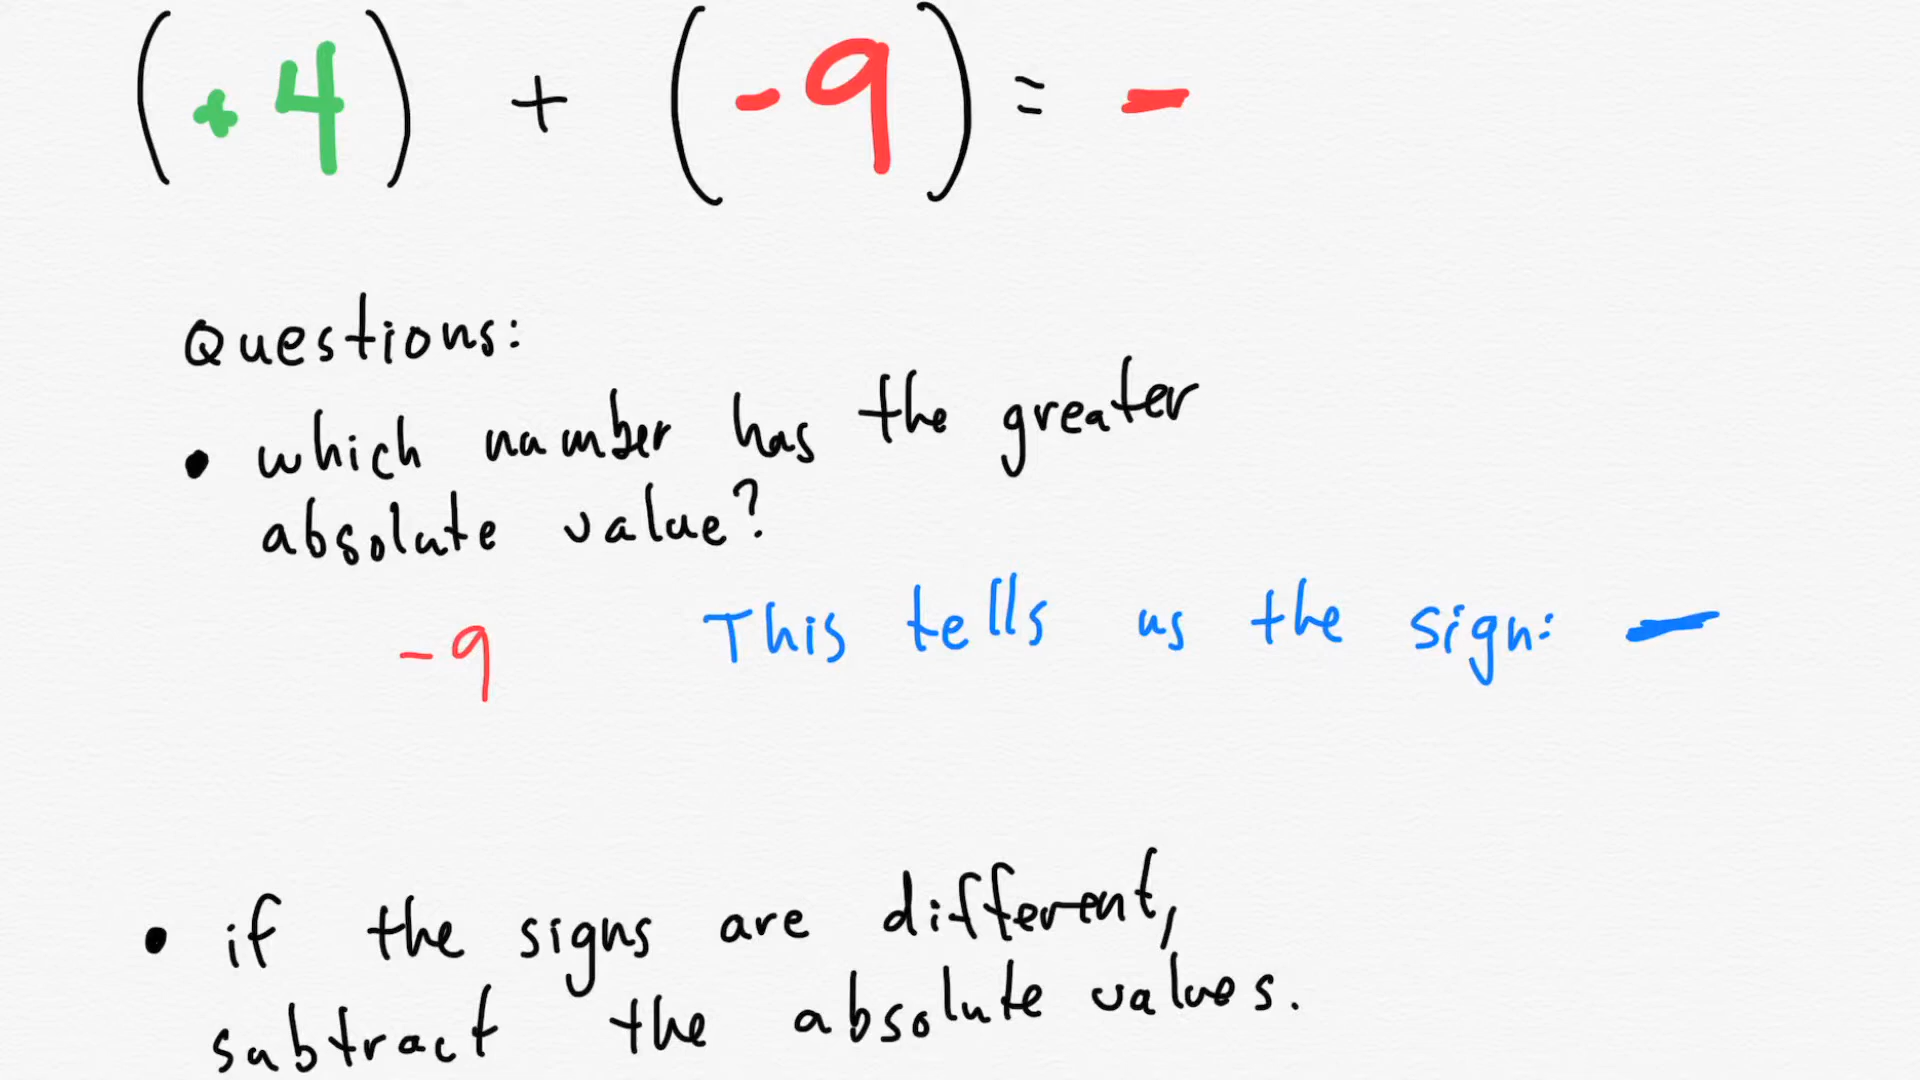 (+4) + (-9) = -
Questions:
• which number has the greater
absolute value?
-9 This tells us the sign: -
• if the signs are different,
subtract the absolute values.